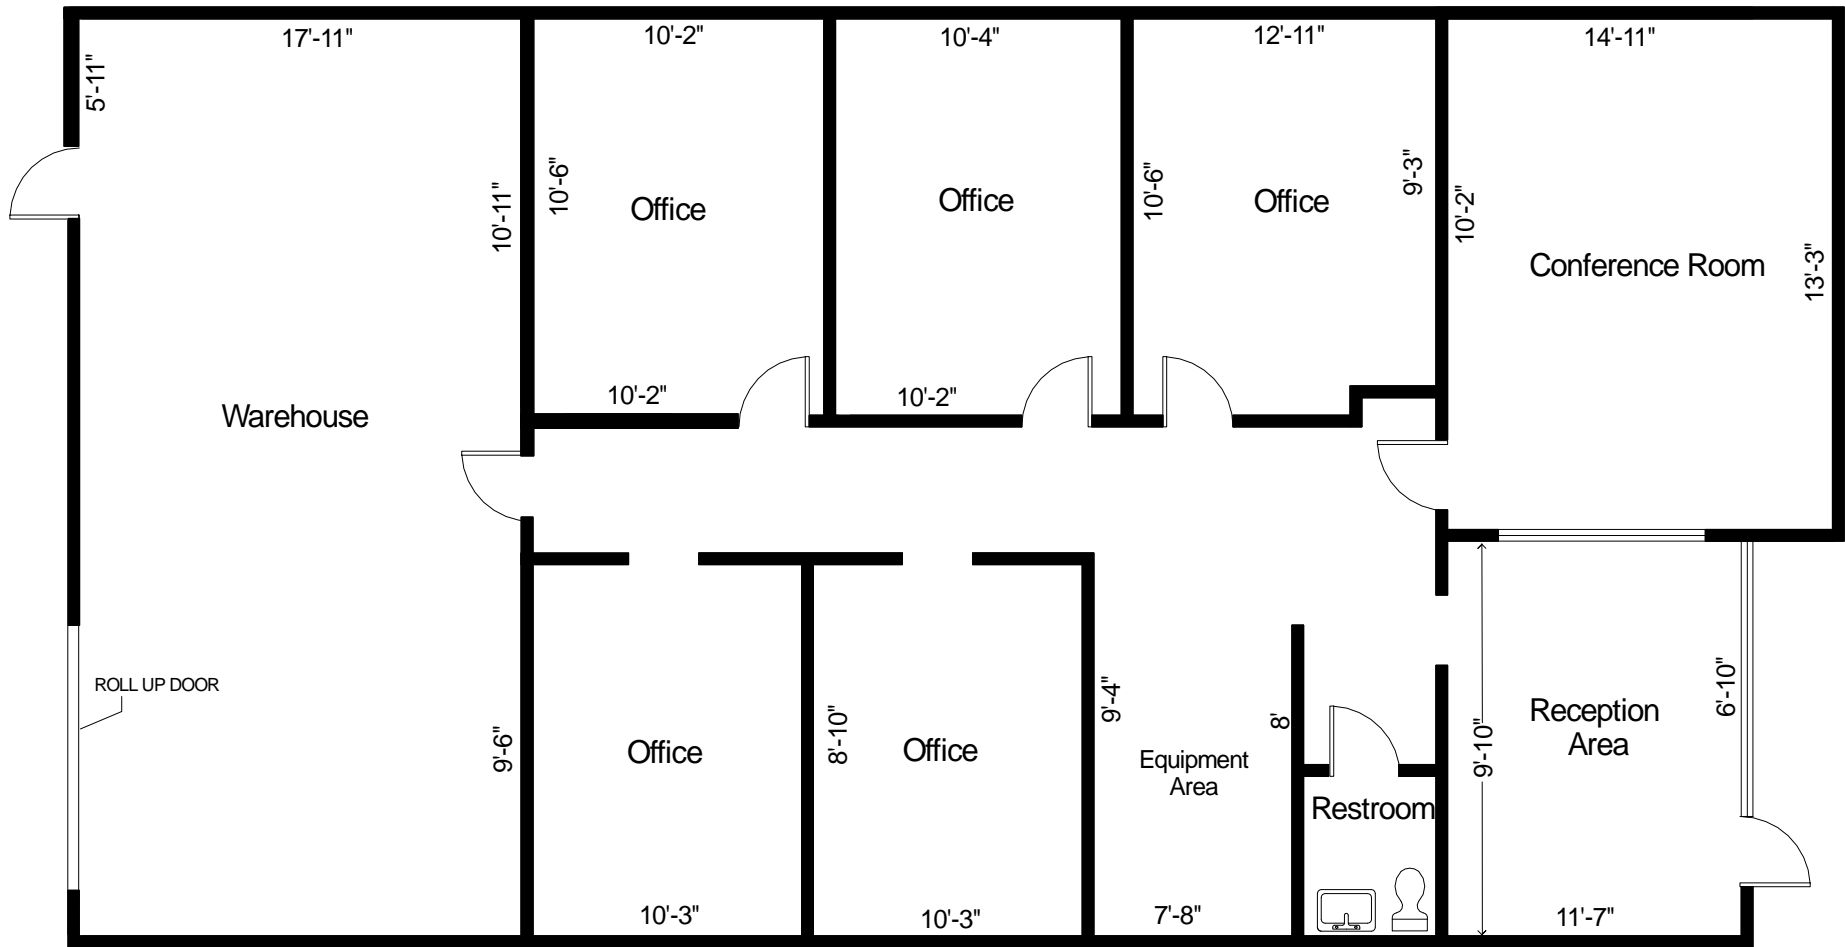 17'-11"
10'-2"
10'-4"
12'-11"
14'-11"
5'-11"
10'-11"
10'-6"
Office
Office
10'-6"
Office
9'-3"
10'-2"
Conference Room
13'-3"
10'-2"
10'-2"
Warehouse
ROLL UP DOOR
9'-6"
Office
8'-10"
Office
9'-4"
Equipment
Area
8'
Restroom
9'-10"
Reception
Area
6'-10"
10'-3"
10'-3"
7'-8"
11'-7"